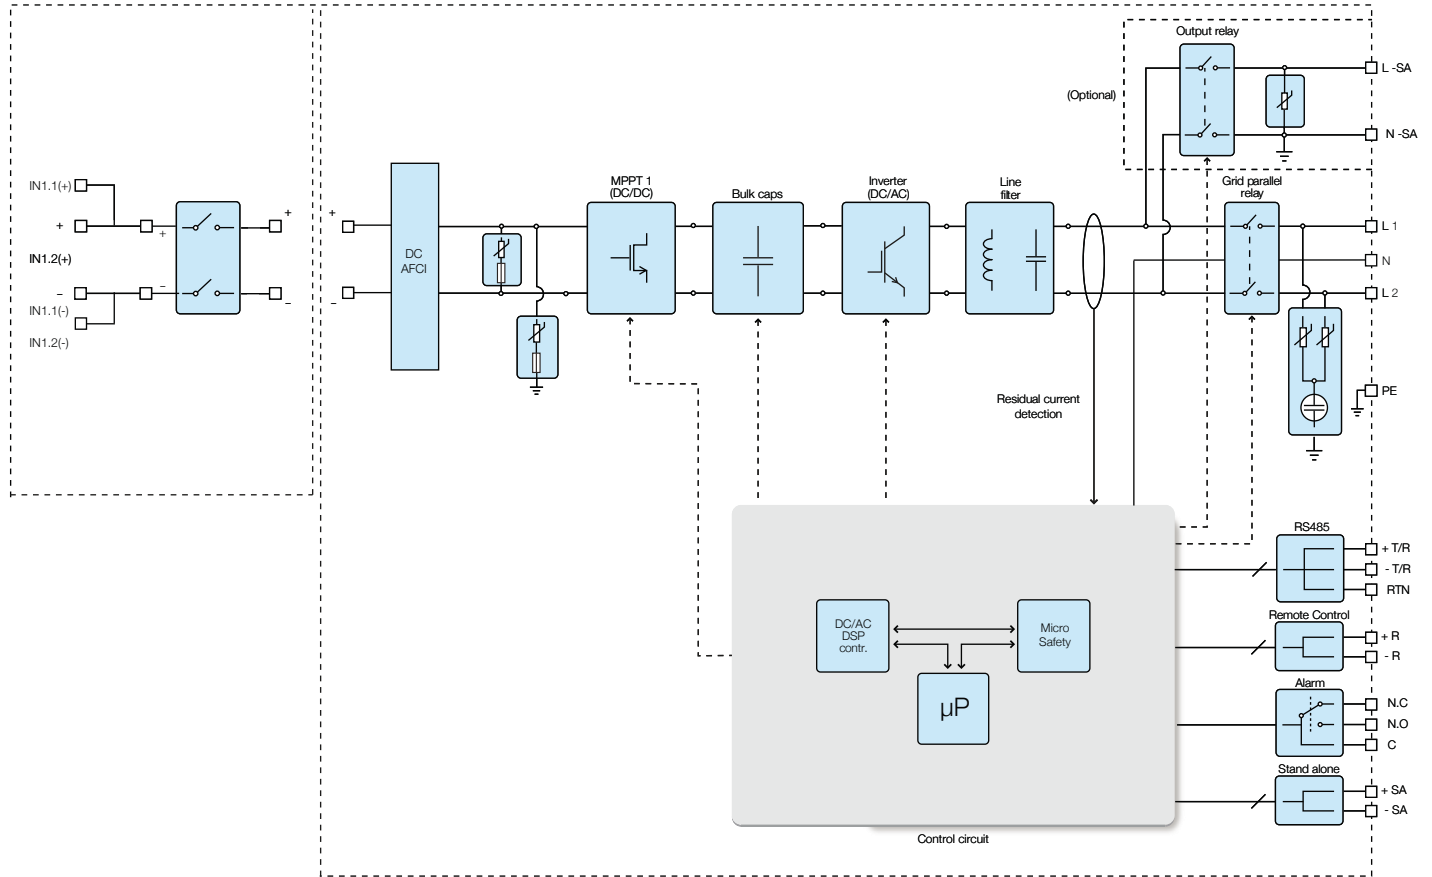 IN1.1(+)
+
IN1.2(+)
–
IN1.1(-)
IN1.2(-)
+
–
+
–
+
–
DC
AFCI
MPPT 1
(DC/DC)
Bulk caps
Inverter
(DC/AC)
Line
filter
(Optional)
Output relay
L -SA
N -SA
Grid parallel
relay
L 1
N
L 2
PE
Residual current
detection
RS485
+ T/R
- T/R
RTN
Remote Control
+ R
- R
Alarm
N.C
N.O
C
Stand alone
+ SA
- SA
DC/AC
DSP
contr.
Micro
Safety
µP
Control circuit